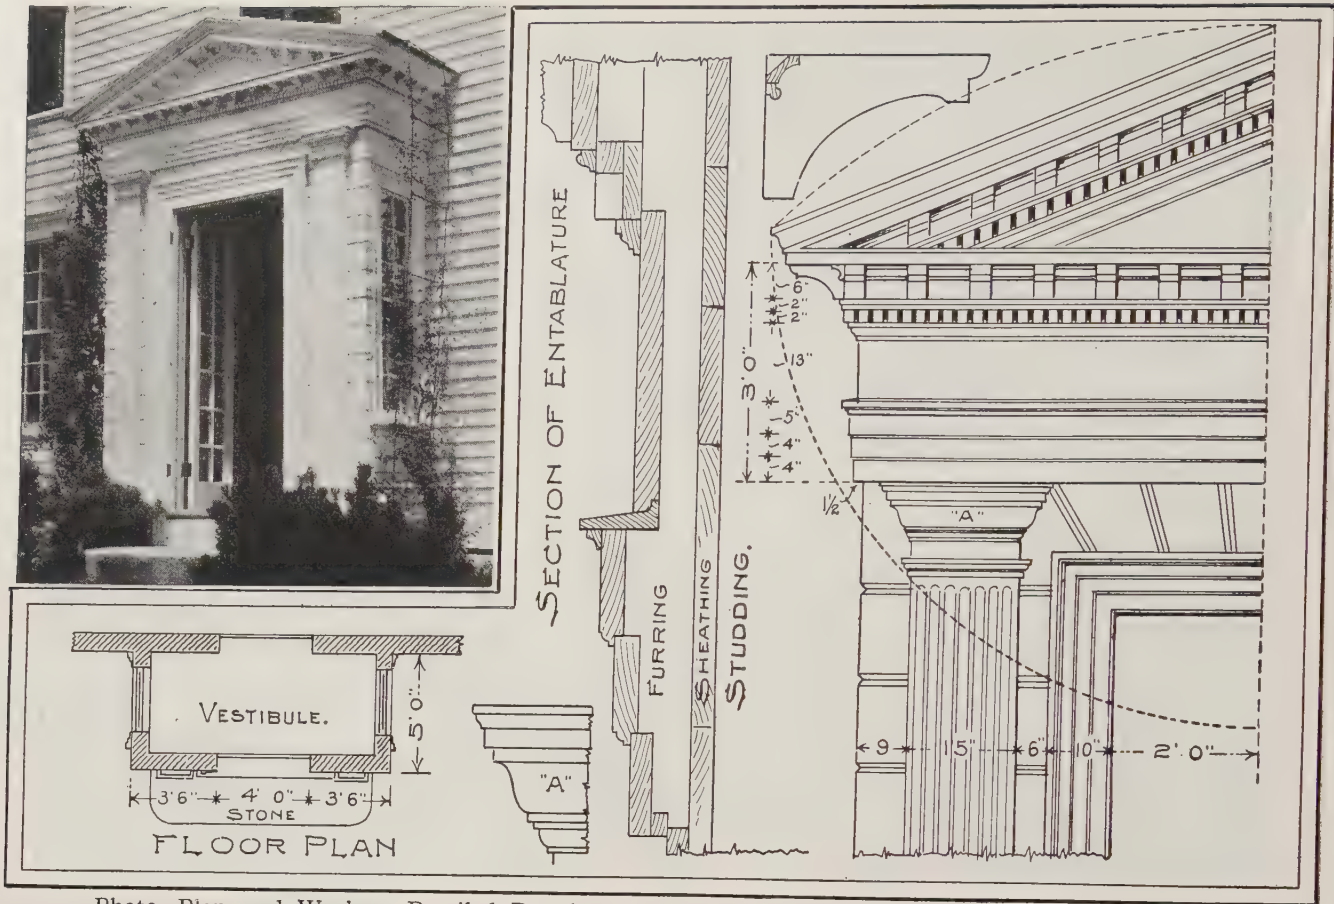 SECTION OF ENTABLATURE
FURRING
SHEATHING
STUDDING.
3'0"
6"
2"
2"
13"
5"
4"
4"
1½
"A"
9
15"
6"
10"
2'.0"
VESTIBULE.
5'0"
3'6"
4' 0"
3'6"
STONE
FLOOR PLAN
"A"